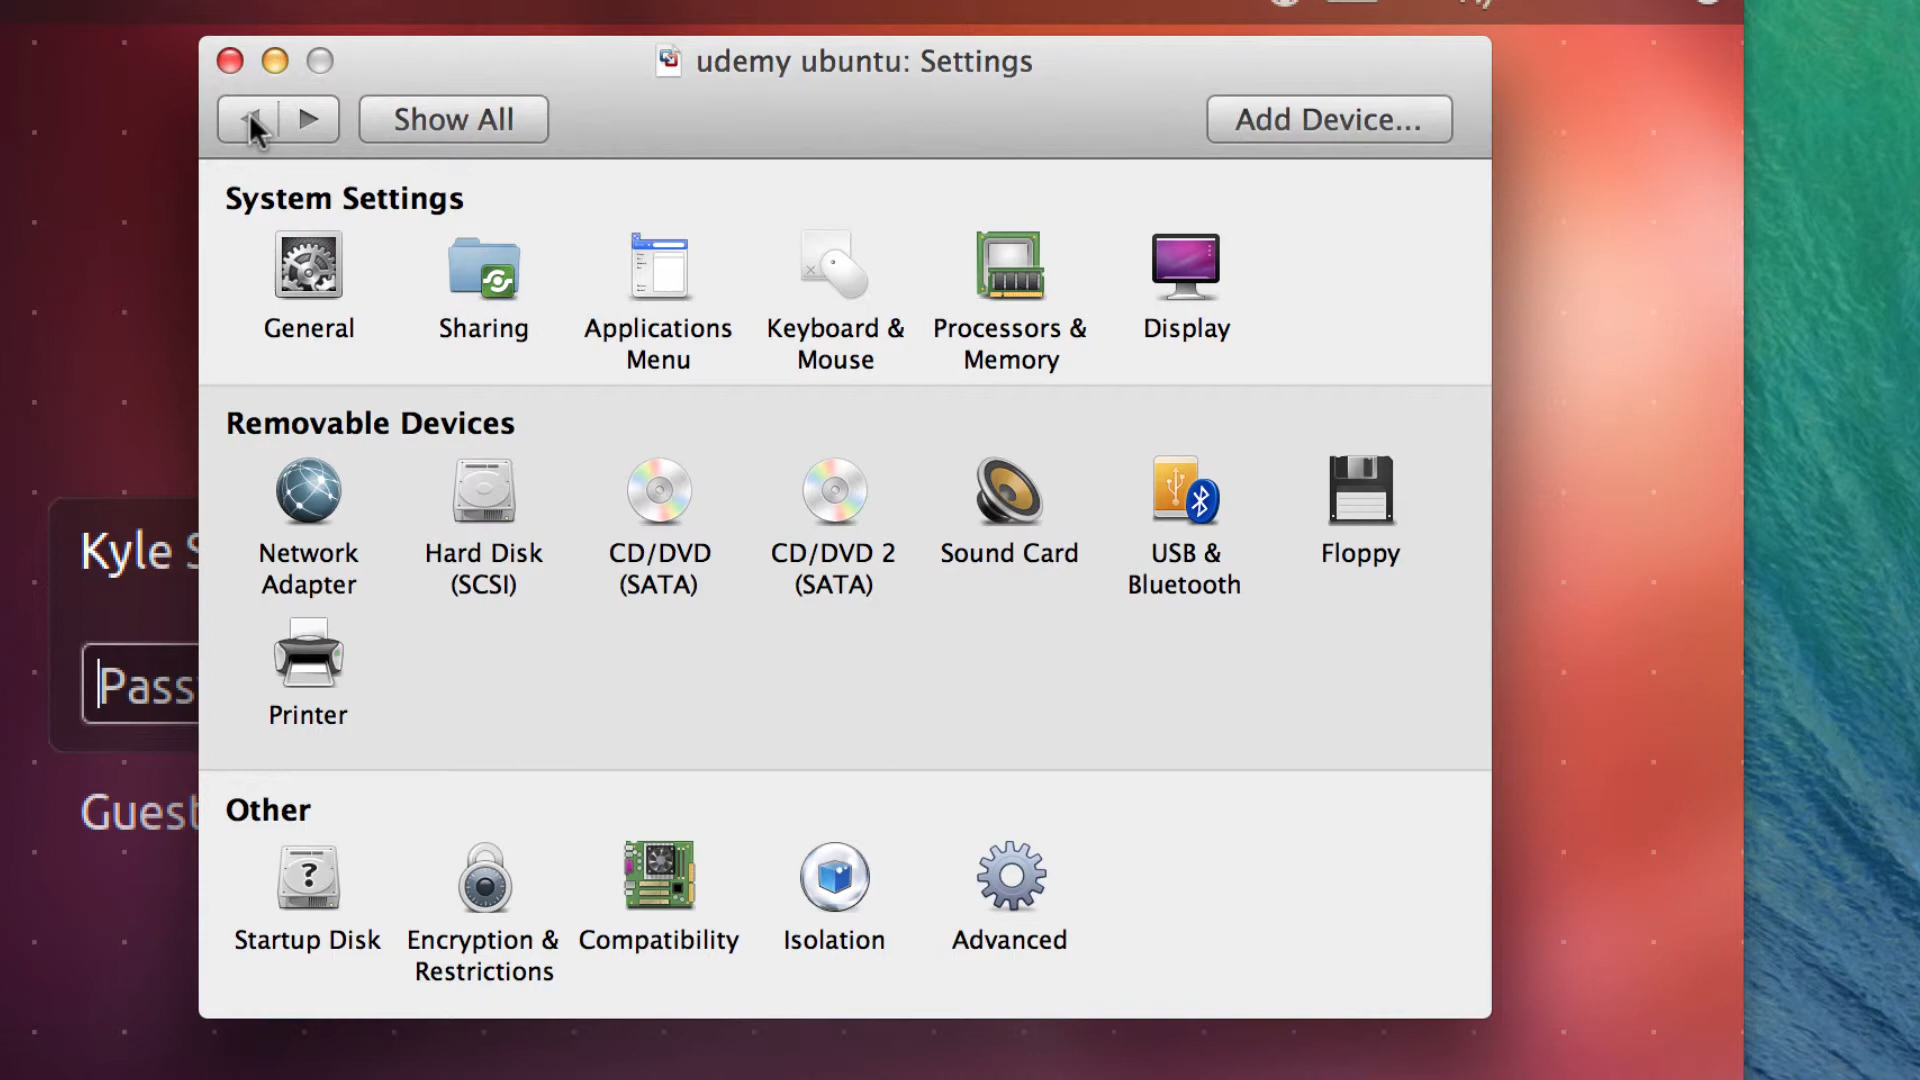 udemy ubuntu: Settings
Show All
Add Device...
System Settings
General
Sharing
Applications
Menu
Keyboard &
Mouse
Processors &
Memory
Display
Removable Devices
Network
Adapter
Hard Disk
(SCSI)
CD/DVD
(SATA)
CD/DVD 2
(SATA)
Sound Card
USB &
Bluetooth
Floppy
Printer
Other
Startup Disk
Encryption &
Restrictions
Compatibility
Isolation
Advanced
Kyle S
Pass
Guest